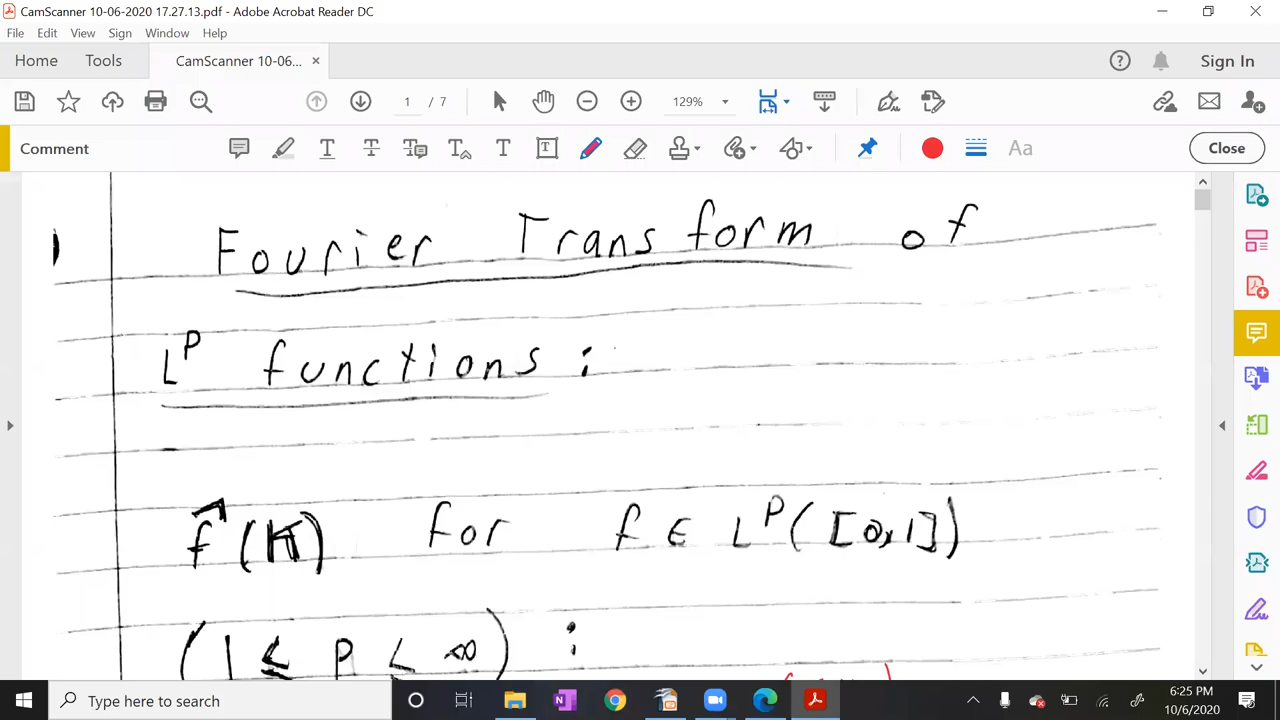 CamScanner 10-06-2020 17.27.13.pdf - Adobe Acrobat Reader DC
File Edit View Sign Window Help
Home Tools CamScanner 10-06... × Sign In
1 / 7 129%
Comment Aa Close
1 Fourier Transform of
L^P functions :
f̂(k) for f ∈ L^P([0,1])
(1 ≤ P < ∞) :
Type here to search
6:25 PM
10/6/2020